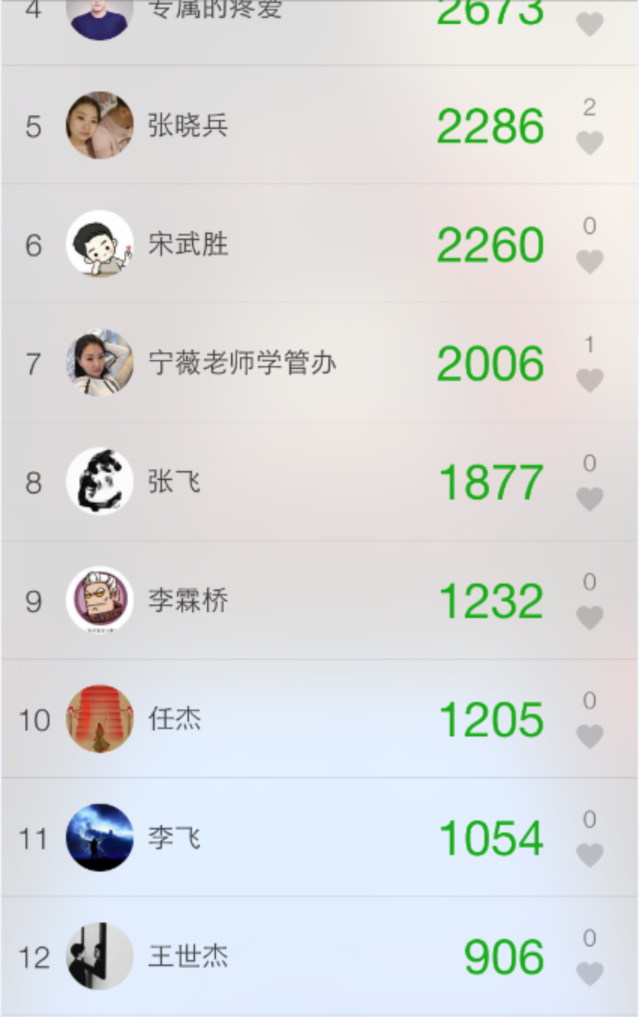 4 专属的疼爱 2673
5 张晓兵 2286 2
6 宋武胜 2260 0
7 宁薇老师学管办 2006 1
8 张飞 1877 0
9 李霖桥 1232 0
10 任杰 1205 0
11 李飞 1054 0
12 王世杰 906 0